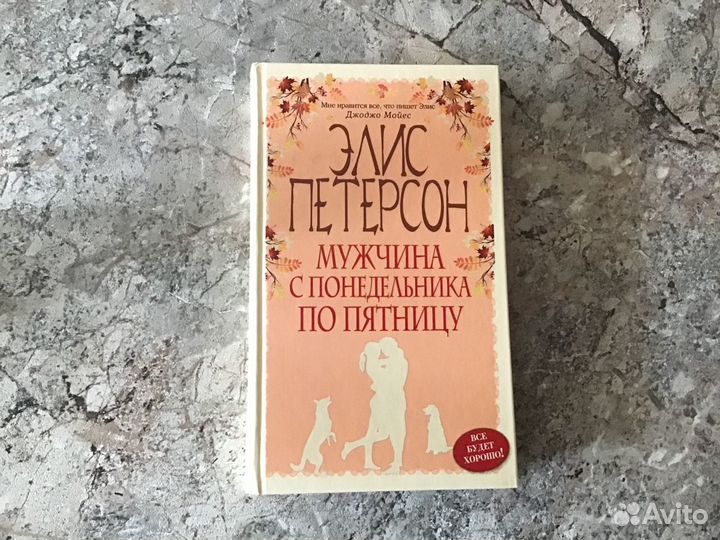 Мне нравится все, что пишет Элис
Джоджо Мойес
ЭЛИС
ПЕТЕРСОН
МУЖЧИНА
С ПОНЕДЕЛЬНИКА
ПО ПЯТНИЦУ
ВСЕ
БУДЕТ
ХОРОШО!
Avito